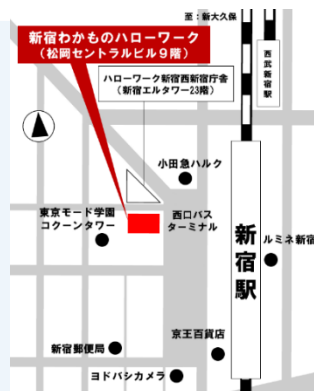 至：新大久保
新宿わかものハローワーク
（松岡セントラルビル９階）
西武新宿駅
ハローワーク新宿西新宿庁舎
（新宿エルタワー23階）
小田急ハルク
東京モード学園
コクーンタワー
西口バス
ターミナル
新宿駅
ルミネ新宿
京王百貨店
新宿郵便局
ヨドバシカメラ